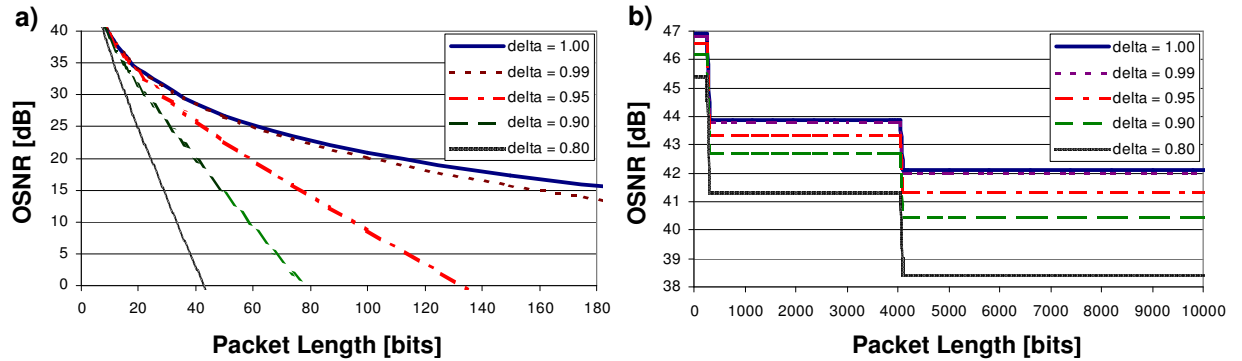 a)
OSNR [dB]
40
35
30
25
20
15
10
5
0
delta = 1.00
delta = 0.99
delta = 0.95
delta = 0.90
delta = 0.80
0 20 40 60 80 100 120 140 160 180
Packet Length [bits]
b)
OSNR [dB]
47
46
45
44
43
42
41
40
39
38
delta = 1.00
delta = 0.99
delta = 0.95
delta = 0.90
delta = 0.80
0 1000 2000 3000 4000 5000 6000 7000 8000 9000 10000
Packet Length [bits]